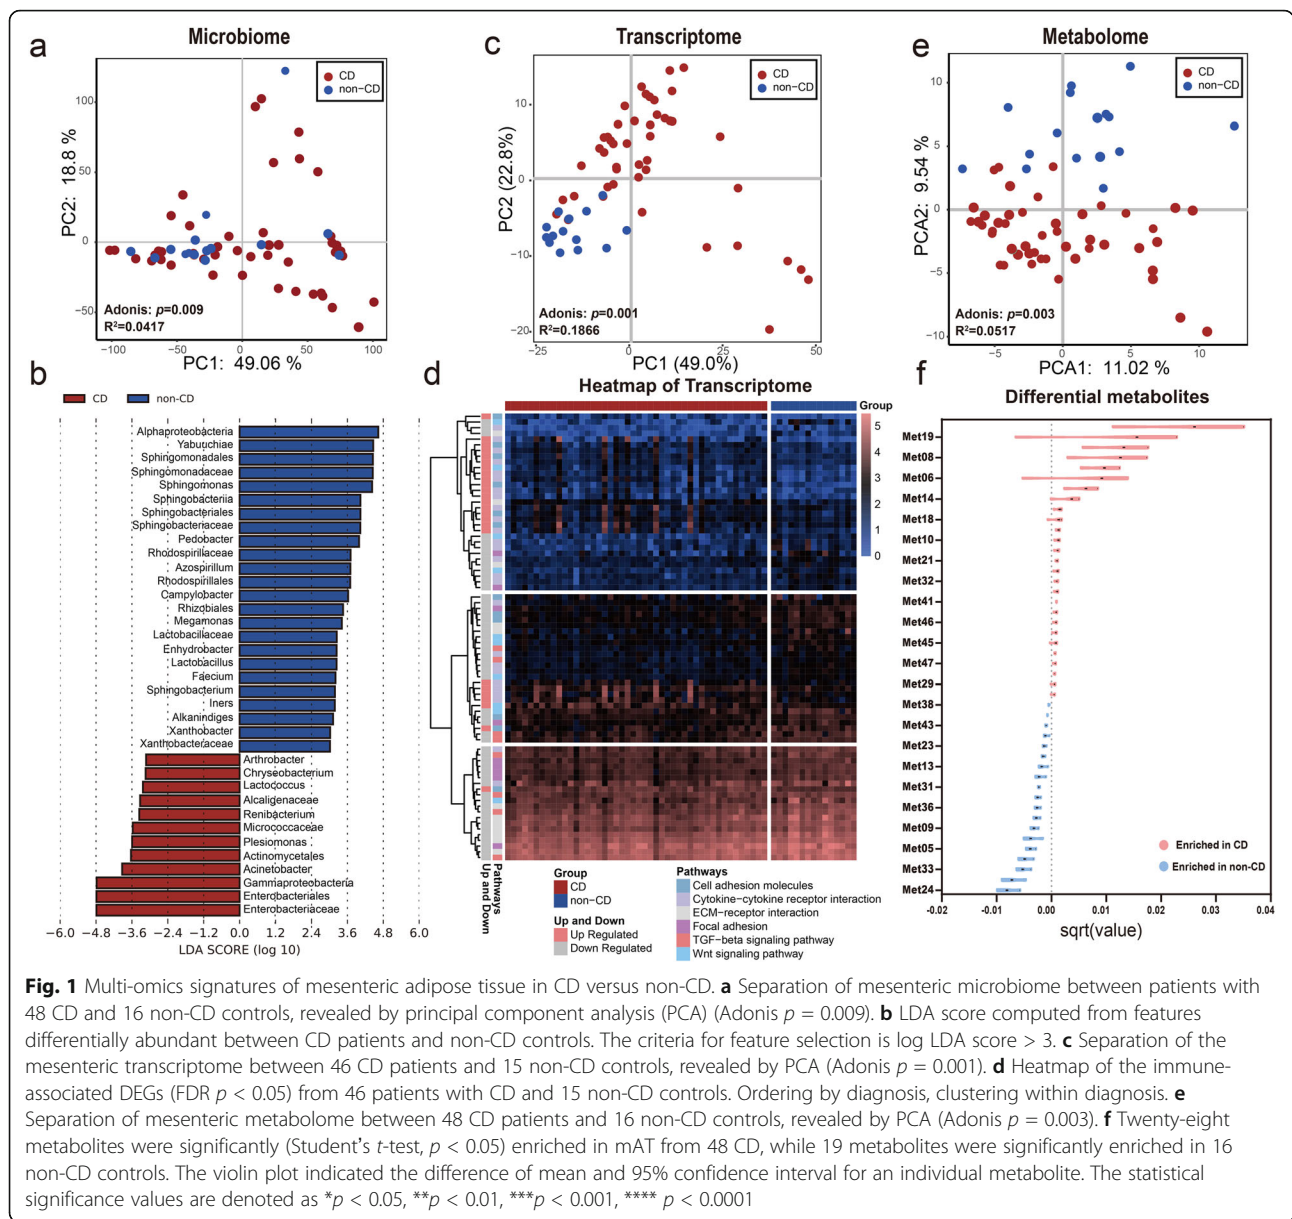 a
Microbiome
CD
non−CD
100
50
0
−50
PC2: 18.8 %
Adonis: p=0.009
R²=0.0417
−100
−50
0
50
100
PC1: 49.06 %
c
Transcriptome
CD
non−CD
10
0
−10
−20
PC2 (22.8%)
Adonis: p=0.001
R²=0.1866
−25
0
25
50
PC1 (49.0%)
e
Metabolome
CD
non−CD
10
5
0
−5
−10
PCA2: 9.54 %
Adonis: p=0.003
R²=0.0517
−5
0
5
10
PCA1: 11.02 %
b
CD
non-CD
Alphaproteobacteria
Yabuuchiae
Sphingomonadales
Sphingomonadaceae
Sphingomonas
Sphingobacteriia
Sphingobacteriales
Sphingobacteriaceae
Pedobacter
Rhodospirillaceae
Azospirillum
Rhodospirillales
Campylobacter
Rhizobiales
Megamonas
Lactobacillaceae
Enhydrobacter
Lactobacillus
Faecium
Sphingobacterium
Iners
Alkanindiges
Xanthobacter
Xanthobacteraceae
Arthrobacter
Chryseobacterium
Lactodoccus
Alcaligenaceae
Renibacterium
Micrococcaceae
Plesiomonas
Actinomycetales
Acinetobacter
Gammaproteobacteria
Enterobacteriales
Enterobacteriaceae
−6.0 −4.8 −3.6 −2.4 −1.2 0.0 1.2 2.4 3.6 4.8 6.0
LDA SCORE (log 10)
d
Heatmap of Transcriptome
Group
5
4
3
2
1
0
Up and Down
Pathways
Group
CD
non−CD
Up and Down
Up Regulated
Down Regulated
Pathways
Cell adhesion molecules
Cytokine−cytokine receptor interaction
ECM−receptor interaction
Focal adhesion
TGF−beta signaling pathway
Wnt signaling pathway
f
Differential metabolites
Met19
Met08
Met06
Met14
Met18
Met10
Met21
Met32
Met41
Met46
Met45
Met47
Met29
Met38
Met43
Met23
Met13
Met31
Met36
Met09
Met05
Met33
Met24
Enriched in CD
Enriched in non-CD
-0.02 -0.01 0.00 0.01 0.02 0.03 0.04
sqrt(value)
Fig. 1 Multi-omics signatures of mesenteric adipose tissue in CD versus non-CD. a Separation of mesenteric microbiome between patients with
48 CD and 16 non-CD controls, revealed by principal component analysis (PCA) (Adonis p = 0.009). b LDA score computed from features
differentially abundant between CD patients and non-CD controls. The criteria for feature selection is log LDA score > 3. c Separation of the
mesenteric transcriptome between 46 CD patients and 15 non-CD controls, revealed by PCA (Adonis p = 0.001). d Heatmap of the immune-
associated DEGs (FDR p < 0.05) from 46 patients with CD and 15 non-CD controls. Ordering by diagnosis, clustering within diagnosis. e
Separation of mesenteric metabolome between 48 CD patients and 16 non-CD controls, revealed by PCA (Adonis p = 0.003). f Twenty-eight
metabolites were significantly (Student's t-test, p < 0.05) enriched in mAT from 48 CD, while 19 metabolites were significantly enriched in 16
non-CD controls. The violin plot indicated the difference of mean and 95% confidence interval for an individual metabolite. The statistical
significance values are denoted as *p < 0.05, **p < 0.01, ***p < 0.001, **** p < 0.0001